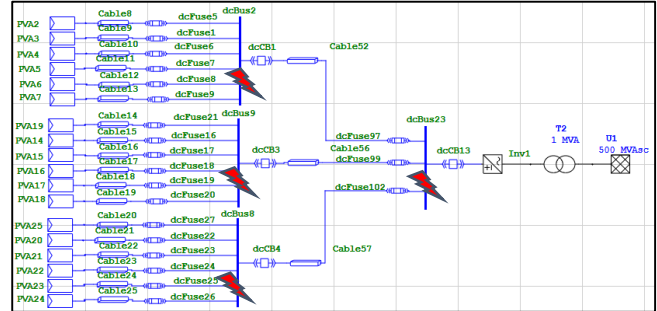 Cable8 dcFuse5 dcBus2
PVA2
Cable9 dcFuse1
PVA3
Cable10 dcFuse6 dcCB1 Cable52
PVA4
Cable11 dcFuse7
PVA5
Cable12 dcFuse8
PVA6
Cable13 dcFuse9
PVA7
Cable14 dcFuse21 dcBus9 dcBus23
PVA19
Cable15 dcFuse16 T2 U1
PVA14 dcFuse97 1 MVA 500 MVAsc
Cable16 dcFuse17 dcCB3 Cable56 dcCB13 Inv1
PVA15 dcFuse99
Cable17 dcFuse18
PVA16
Cable18 dcFuse19
PVA17 dcFuse102
Cable19 dcFuse20
PVA18
Cable20 dcFuse27 dcBus8
PVA25
Cable21 dcFuse22
PVA20
Cable22 dcFuse23 dcCB4 Cable57
PVA21
Cable23 dcFuse24
PVA22
Cable24 dcFuse25
PVA23
Cable25 dcFuse26
PVA24